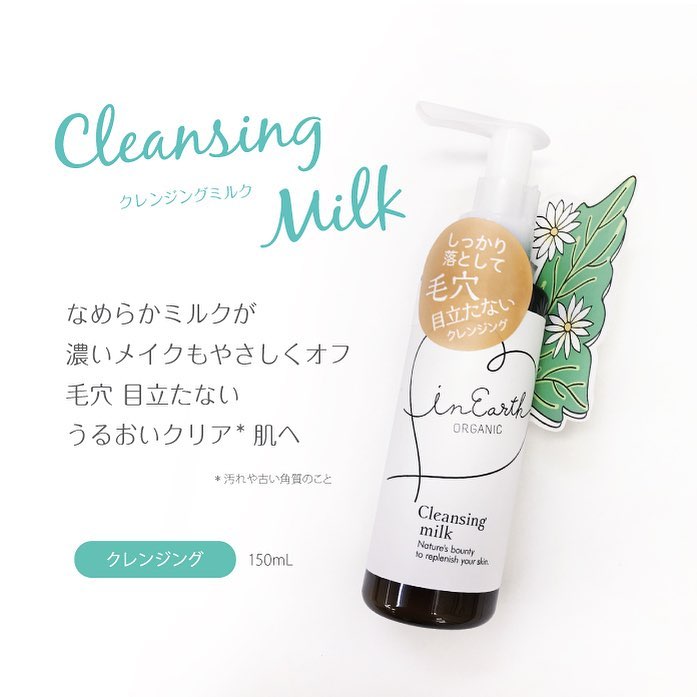 Cleansing
クレンジングミルク
Milk
なめらかミルクが
濃いメイクもやさしくオフ
毛穴 目立たない
うるおいクリア* 肌へ
*汚れや古い角質のこと
クレンジング 150mL
しっかり
落として
毛穴
目立たない
クレンジング
inEarth
ORGANIC
Cleansing
milk
Nature's bounty
to replenish your skin.